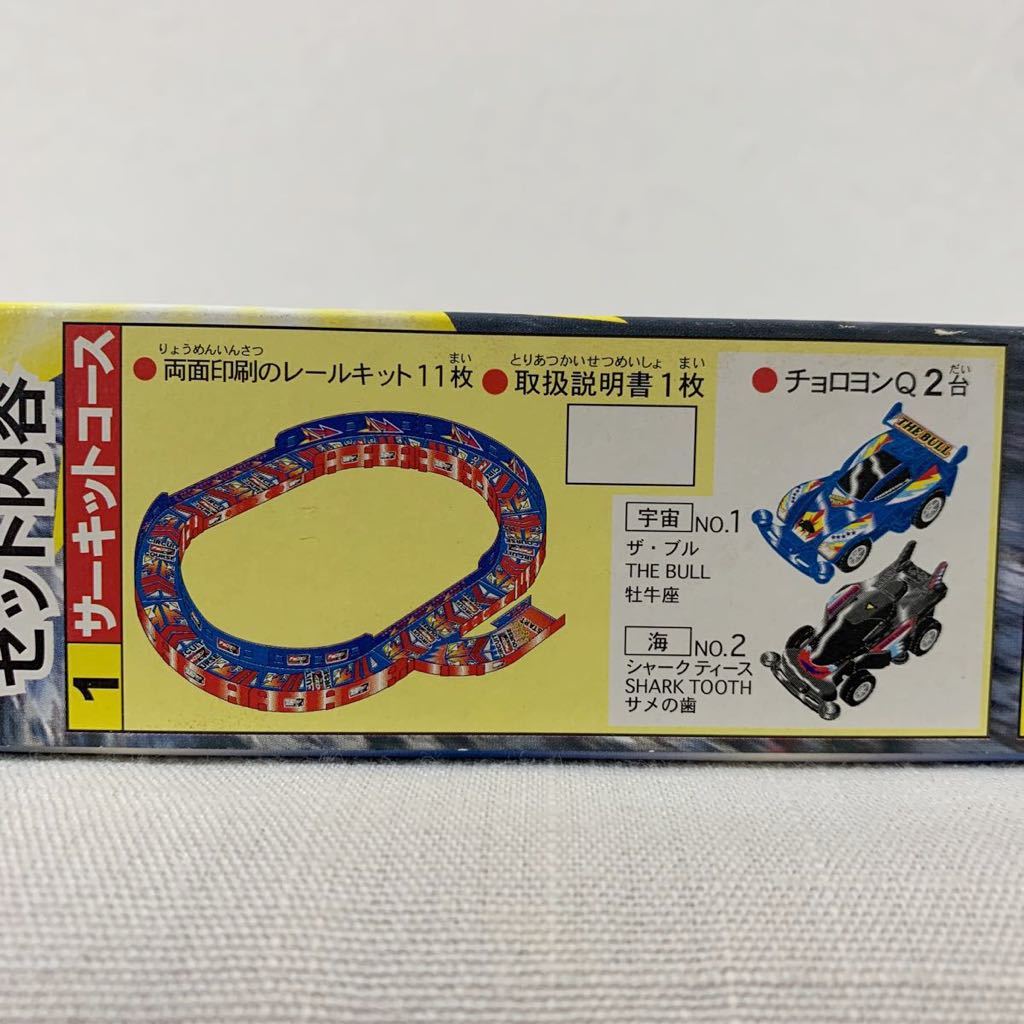 セット内容
1 サーキットコース
りょうめんいんさつ まい
●両面印刷のレールキット11枚
とりあつかいせつめいしょ まい
●取扱説明書1枚
だい
●チョロヨンQ 2台
THE BULL
宇宙 NO.1
ザ・ブル
THE BULL
牡牛座
海 NO.2
シャークティース
SHARK TOOTH
サメの歯
START